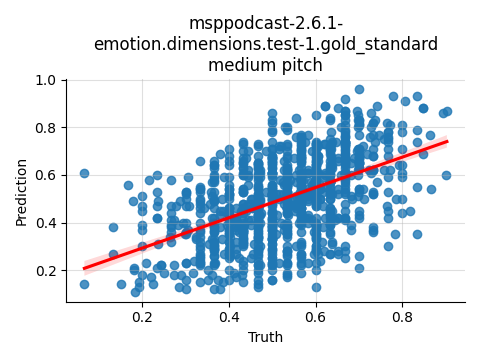 msppodcast-2.6.1-
emotion.dimensions.test-1.gold_standard
medium pitch
1.0
0.8
0.6
0.4
0.2
Prediction
0.2 0.4 0.6 0.8
Truth